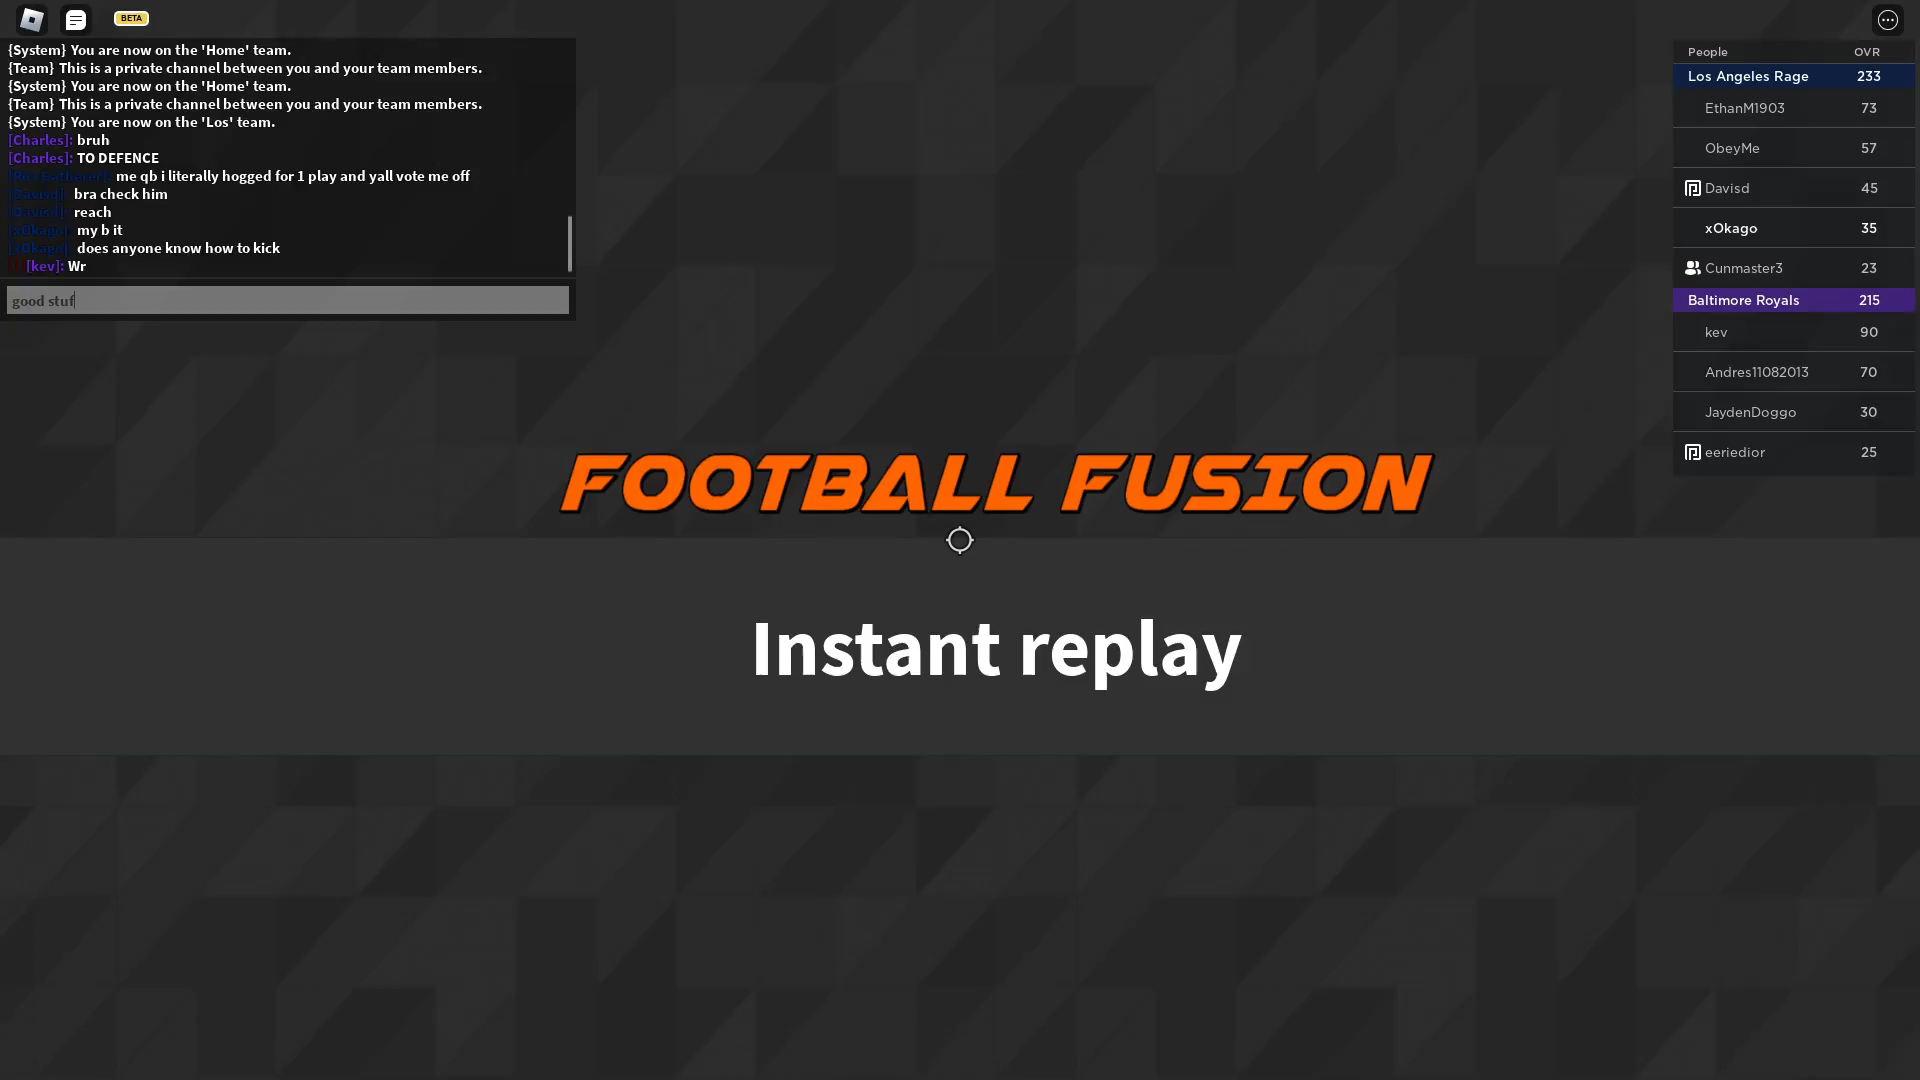 BETA
{System} You are now on the 'Home' team.
{Team} This is a private channel between you and your team members.
{System} You are now on the 'Home' team.
{Team} This is a private channel between you and your team members.
{System} You are now on the 'Los' team.
[Charles]: bruh
[Charles]: TO DEFENCE
me qb i literally hogged for 1 play and yall vote me off
[Davisd]: bra check him
[Davisd]: reach
[xOkago]: my b it
[xOkago]: does anyone know how to kick
[kev]: Wr
good stuf
People OVR
Los Angeles Rage 233
EthanM1903 73
ObeyMe 57
Davisd 45
xOkago 35
Cunmaster3 23
Baltimore Royals 215
kev 90
Andres11082013 70
JaydenDoggo 30
eeriedior 25
FOOTBALL FUSION
Instant replay